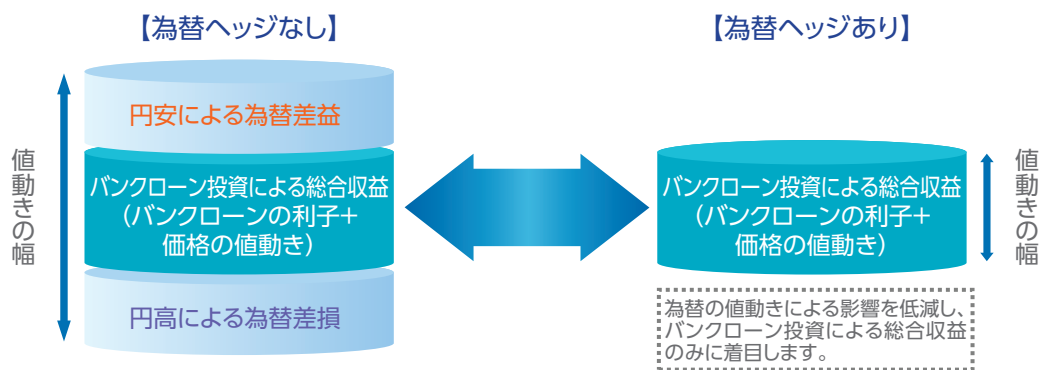 【為替ヘッジなし】
値動きの幅
円安による為替差益
バンクローン投資による総合収益
（バンクローンの利子＋
価格の値動き）
円高による為替差損
【為替ヘッジあり】
バンクローン投資による総合収益
（バンクローンの利子＋
価格の値動き）
値動きの幅
為替の値動きによる影響を低減し、
バンクローン投資による総合収益
のみに着目します。